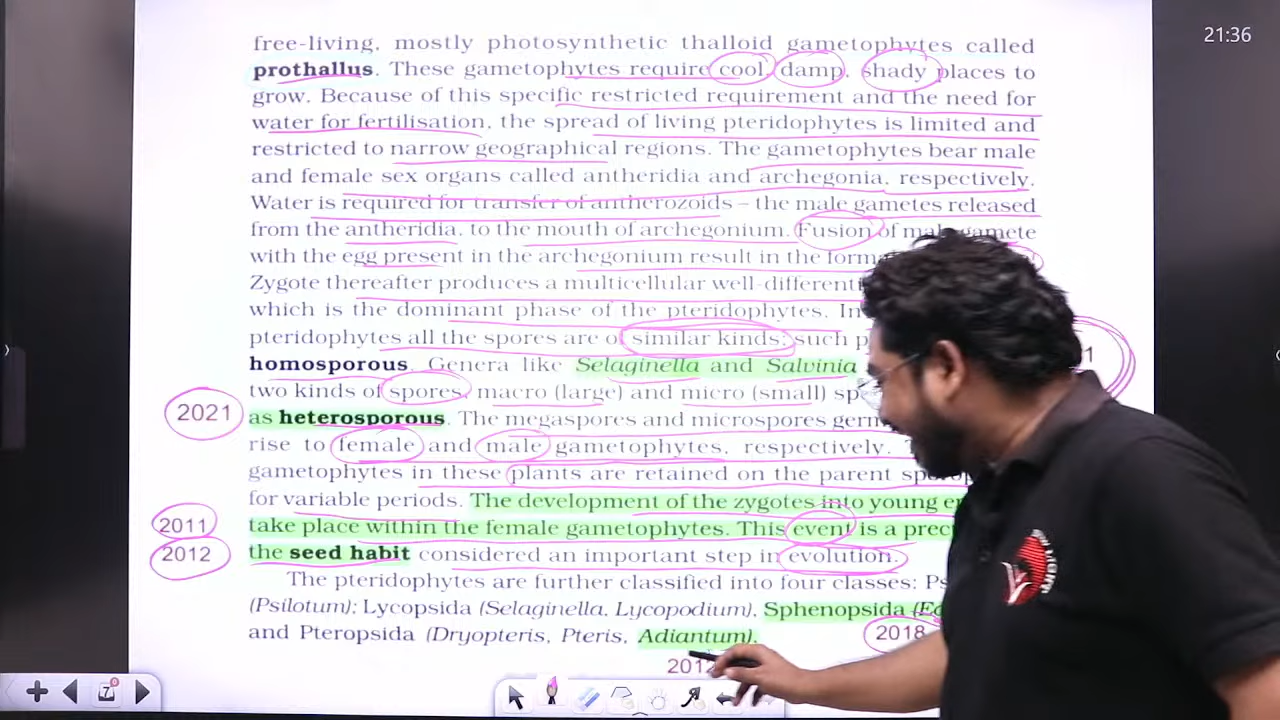 21:36
free-living, mostly photosynthetic thalloid gametophytes called
prothallus. These gametophytes require cool, damp, shady places to
grow. Because of this specific restricted requirement and the need for
water for fertilisation, the spread of living pteridophytes is limited and
restricted to narrow geographical regions. The gametophytes bear male
and female sex organs called antheridia and archegonia, respectively.
Water is required for transfer of antherozoids – the male gametes released
from the antheridia, to the mouth of archegonium. Fusion of male gamete
with the egg present in the archegonium result in the
Zygote thereafter produces a multicellular
which is the dominant phase of the pteridophytes. In
pteridophytes all the spores are of similar kinds; such
homosporous. Genera like Selaginella and Salvinia
two kinds of spores, macro (large) and micro (small)
2021 as heterosporous. The megaspores and microspores
rise to female and male gametophytes, respectively.
gametophytes in these plants are retained on the parent
for variable periods. The development of the zygotes into young
2011 take place within the female gametophytes. This event is a
2012 the seed habit considered an important step in evolution.
The pteridophytes are further classified into four classes:
(Psilotum); Lycopsida (Selaginella, Lycopodium), Sphenopsida
and Pteropsida (Dryopteris, Pteris, Adiantum). 2018
7